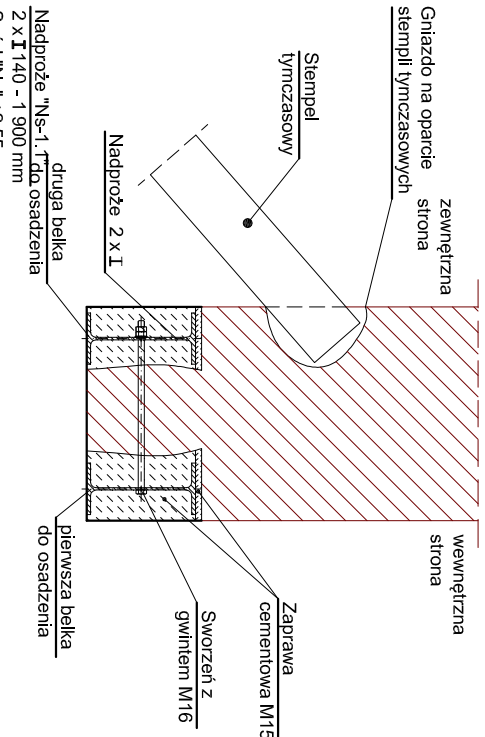 Gniazdo na oparcie
stempli tymczasowych
zewnętrzna
strona
Stempel
tymczasowy
Nadproże 2 x I
druga belka
do osadzenia
Nadproże "Ns-1.1"
2 x I 140 - 1 900 mm
wewnętrzna
strona
Zaprawa
cementowa M15
Sworzeń z
gwintem M16
pierwsza belka
do osadzenia